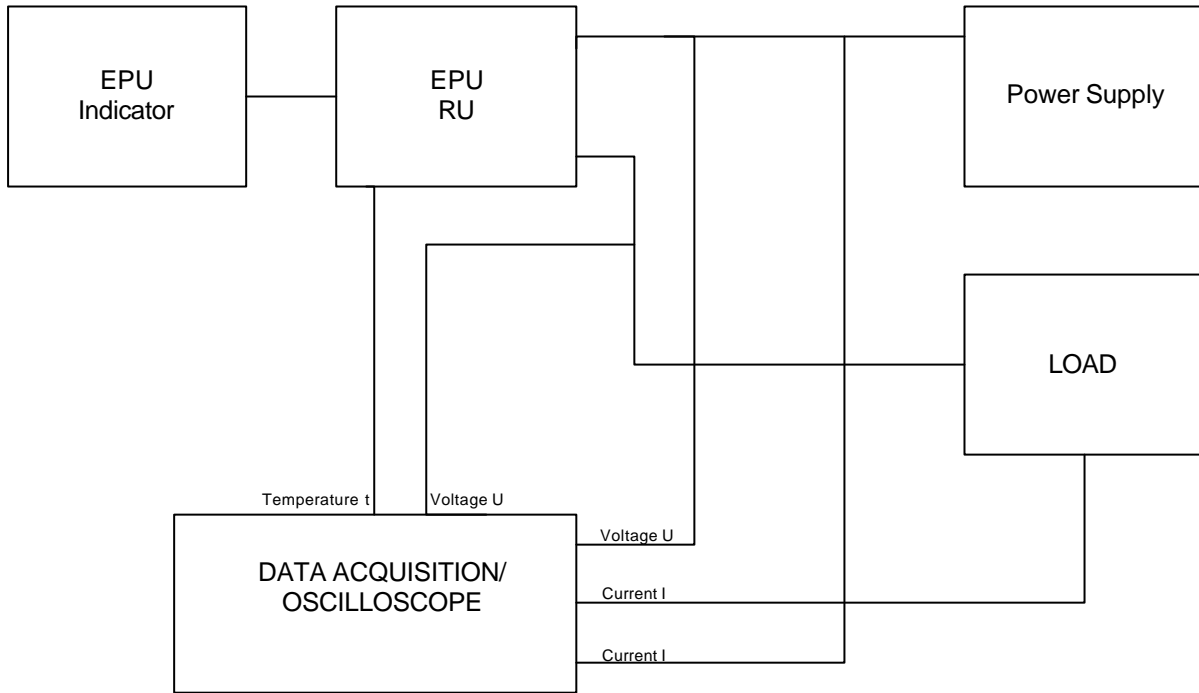 EPU
Indicator
EPU
RU
Power Supply
LOAD
Temperature t
Voltage U
Voltage U
DATA ACQUISITION/
OSCILLOSCOPE
Current I
Current I